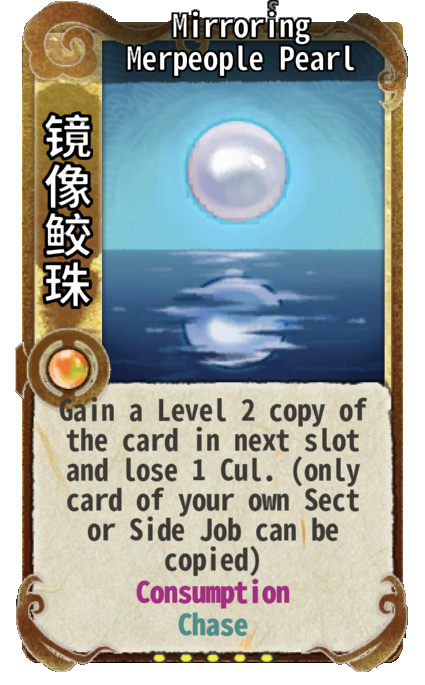 Mirroring
Merpeople Pearl
镜像鲛珠
Gain a Level 2 copy of
the card in next slot
and lose 1 Cul. (only
card of your own Sect
or Side Job can be
copied)
Consumption
Chase